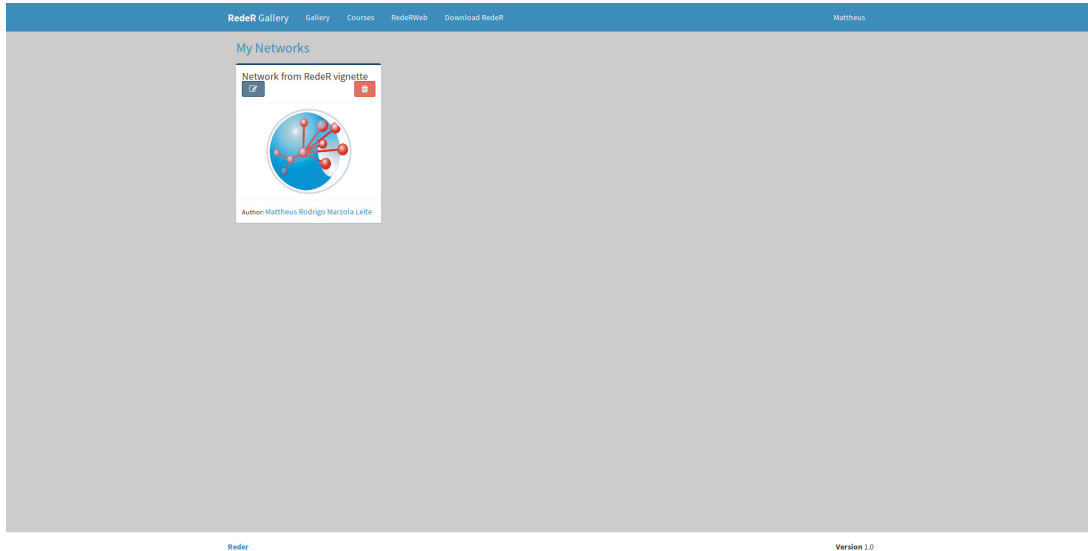 RedeR Gallery Gallery Courses RedeRWeb Download RedeR Mattheus
My Networks
Network from RedeR vignette
Author: Mattheus Rodrigo Marzola Leite
Reder Version 1.0